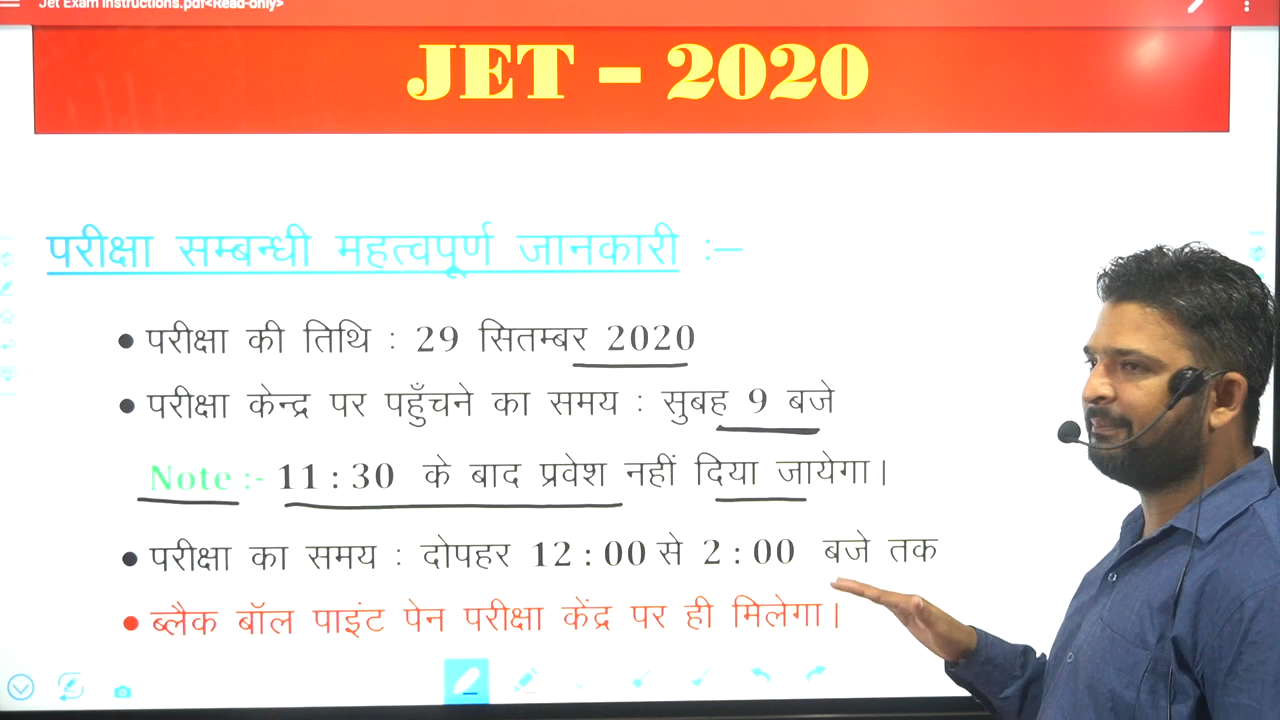 Jet Exam Instructions.pdf<Read-only>
JET – 2020
परीक्षा सम्बन्धी महत्वपूर्ण जानकारी :–
• परीक्षा की तिथि : 29 सितम्बर 2020
• परीक्षा केन्द्र पर पहुँचने का समय : सुबह 9 बजे
Note :- 11 : 30 के बाद प्रवेश नहीं दिया जायेगा।
• परीक्षा का समय : दोपहर 12 : 00 से 2 : 00 बजे तक
• ब्लैक बॉल पाइंट पेन परीक्षा केंद्र पर ही मिलेगा।